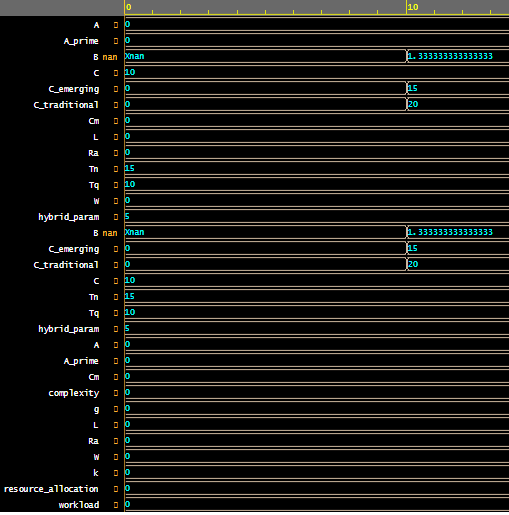 0 10
A 0
A_prime 0
B nan Xnan 1.333333333333333
C 10
C_emerging 0 15
C_traditional 0 20
Cm 0
L 0
Ra 0
Tn 15
Tq 10
W 0
hybrid_param 5
B nan Xnan 1.333333333333333
C_emerging 0 15
C_traditional 0 20
C 10
Tn 15
Tq 10
hybrid_param 5
A 0
A_prime 0
Cm 0
complexity 0
g 0
L 0
Ra 0
W 0
k 0
resource_allocation 0
workload 0